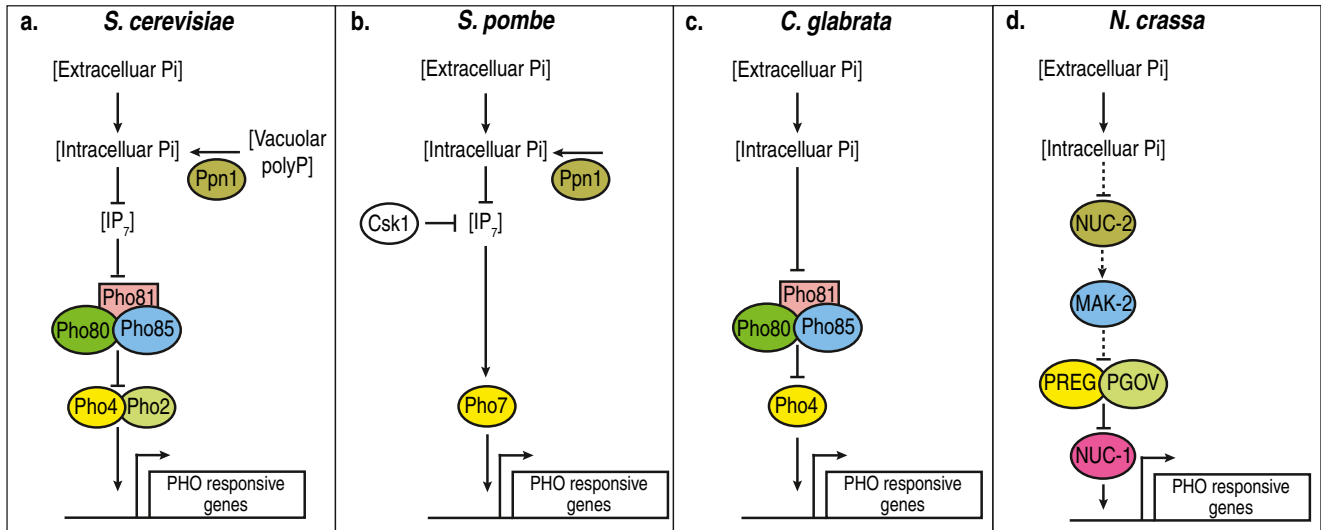 a. S. cerevisiae
[Extracelluar Pi]
[Intracelluar Pi]
[Vacuolar
polyP]
Ppn1
[IP7]
Pho81
Pho80
Pho85
Pho4
Pho2
PHO responsive
genes
b. S. pombe
[Extracelluar Pi]
[Intracelluar Pi]
Ppn1
Csk1
[IP7]
Pho7
PHO responsive
genes
c. C. glabrata
[Extracelluar Pi]
[Intracelluar Pi]
Pho81
Pho80
Pho85
Pho4
PHO responsive
genes
d. N. crassa
[Extracelluar Pi]
[Intracelluar Pi]
NUC-2
MAK-2
PREG
PGOV
NUC-1
PHO responsive
genes